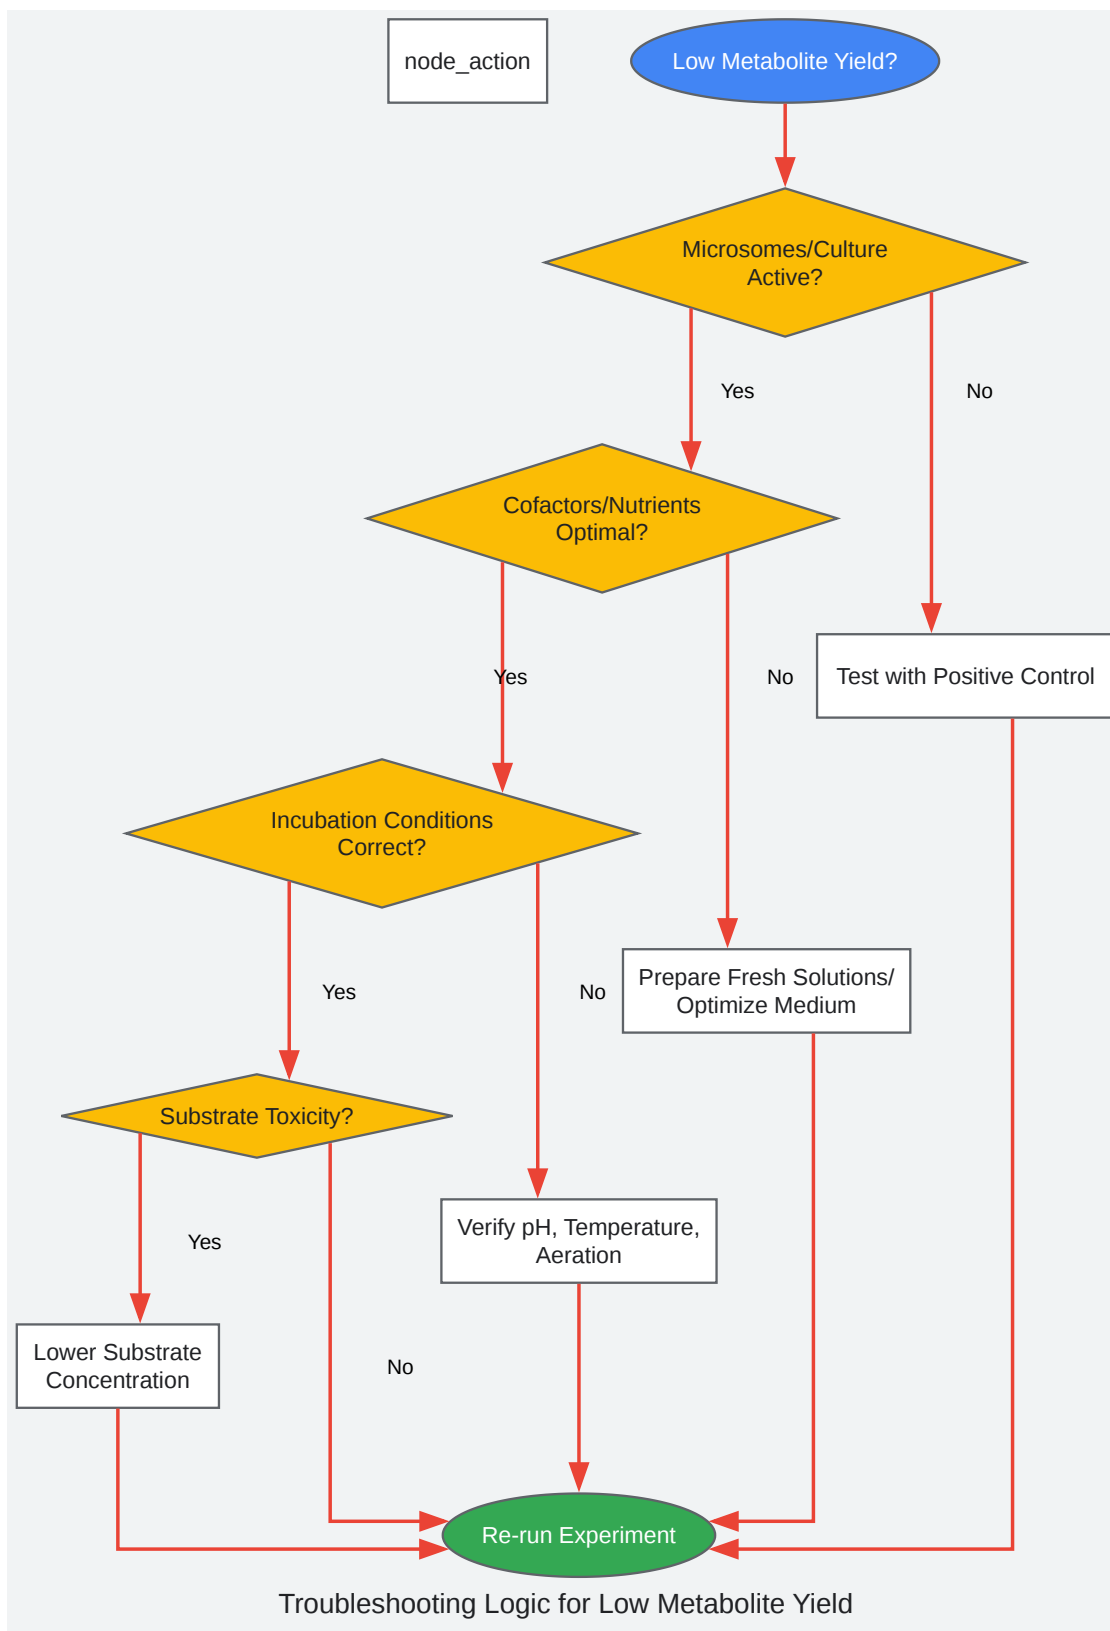 node_action
Low Metabolite Yield?
Microsomes/Culture
Active?
Yes
No
Cofactors/Nutrients
Optimal?
Yes
No
Test with Positive Control
Incubation Conditions
Correct?
Yes
No
Prepare Fresh Solutions/
Optimize Medium
Substrate Toxicity?
Yes
Verify pH, Temperature,
Aeration
Lower Substrate
Concentration
No
Re-run Experiment
Troubleshooting Logic for Low Metabolite Yield